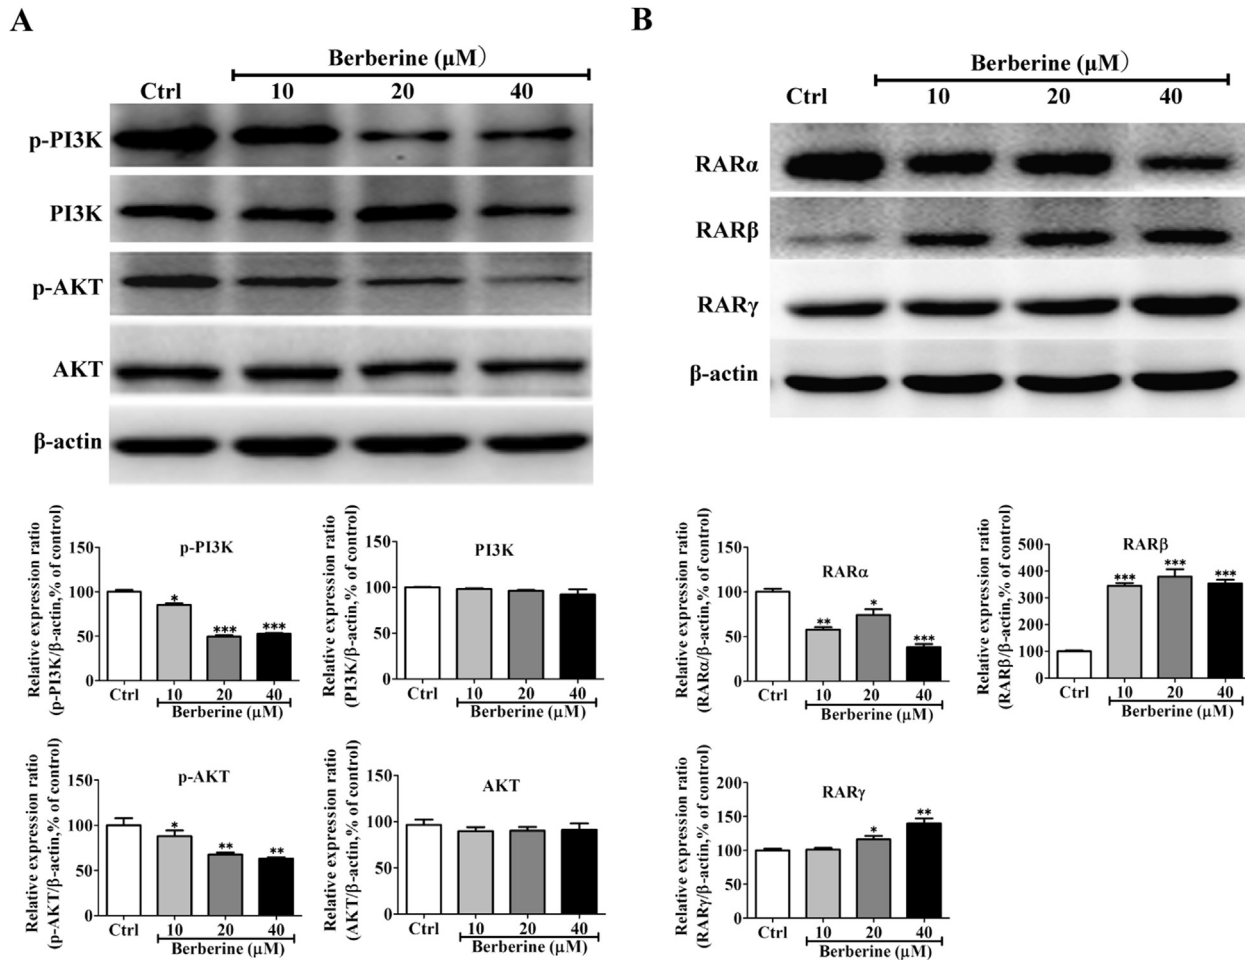 A
Berberine (μM）
Ctrl 10 20 40
p-PI3K
PI3K
p-AKT
AKT
β-actin
Relative expression ratio
(p-PI3K/β-actin,% of control)
p-PI3K
150
100
50
0
* *** ***
Ctrl 10 20 40
Berberine (μM)
Relative expression ratio
(PI3K/β-actin,% of control)
PI3K
150
100
50
0
Ctrl 10 20 40
Berberine (μM)
Relative expression ratio
(p-AKT/β-actin,% of control)
p-AKT
150
100
50
0
* ** **
Ctrl 10 20 40
Berberine (μM)
Relative expression ratio
(AKT/β-actin,% of control)
AKT
150
100
50
0
Ctrl 10 20 40
Berberine (μM)
B
Berberine (μM）
Ctrl 10 20 40
RARα
RARβ
RARγ
β-actin
Relative expression ratio
(RARα/β-actin,% of control)
RARα
150
100
50
0
** * ***
Ctrl 10 20 40
Berberine (μM)
Relative expression ratio
(RARβ/β-actin,% of control)
RARβ
500
400
300
200
100
0
*** *** ***
Ctrl 10 20 40
Berberine (μM)
Relative expression ratio
(RARγ/β-actin,% of control)
RARγ
200
150
100
50
0
* **
Ctrl 10 20 40
Berberine (μM)